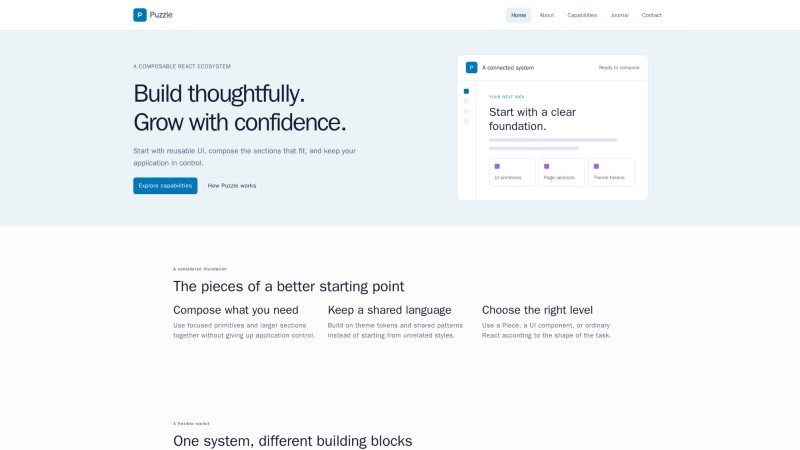 P Puzzle
Home About Capabilities Journal Contact
A COMPOSABLE REACT ECOSYSTEM
Build thoughtfully.
Grow with confidence.
Start with reusable UI, compose the sections that fit, and keep your
application in control.
Explore capabilities How Puzzle works
P A connected system Ready to compose
YOUR NEXT IDEA
Start with a clear
foundation.
UI primitives Page sections Theme tokens
A considered foundation
The pieces of a better starting point
Compose what you need
Use focused primitives and larger sections
together without giving up application control.
Keep a shared language
Build on theme tokens and shared patterns
instead of starting from unrelated styles.
Choose the right level
Use a Piece, a UI component, or ordinary
React according to the shape of the task.
A flexible toolkit
One system, different building blocks